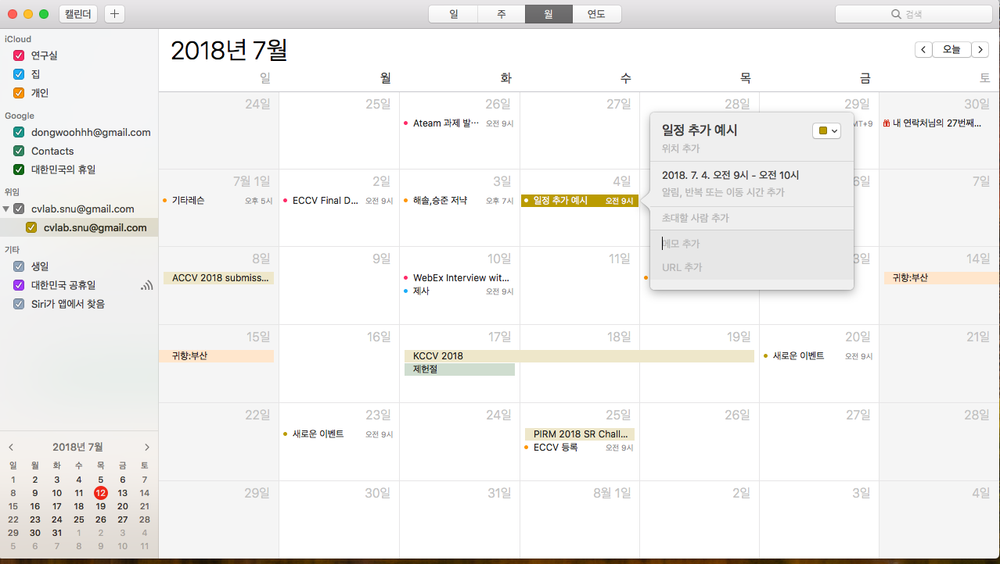 캘린더
일 주 월 연도
검색
iCloud
연구실
집
개인
Google
dongwoohhh@gmail.com
Contacts
대한민국의 휴일
위임
cvlab.snu@gmail.com
cvlab.snu@gmail.com
기타
생일
대한민국 공휴일
Siri가 앱에서 찾음
2018년 7월
일 월 화 수 목 금 토
1 2 3 4 5 6 7
8 9 10 11 12 13 14
15 16 17 18 19 20 21
22 23 24 25 26 27 28
29 30 31 1 2 3 4
5 6 7 8 9 10 11
2018년 7월
오늘
일 월 화 수 목 금 토
24일 25일 26일 27일 28일 29일 30일
Ateam 과제 발… 오전 9시
MT+9
내 연락처님의 27번째…
7월 1일 2일 3일 4일 6일 7일
기타레슨 오후 5시
ECCV Final D… 오전 9시
해솔,승준 저녁 오후 7시
일정 추가 예시 오전 9시
8일 9일 10일 11일 3일 14일
ACCV 2018 submiss…
WebEx Interview wit…
제사 오전 9시
귀향:부산
15일 16일 17일 18일 19일 20일 21일
귀향:부산
KCCV 2018
제헌절
새로운 이벤트 오전 9시
22일 23일 24일 25일 26일 27일 28일
새로운 이벤트 오전 9시
PIRM 2018 SR Chall…
ECCV 등록 오전 9시
29일 30일 31일 8월 1일 2일 3일 4일
일정 추가 예시
위치 추가
2018. 7. 4. 오전 9시 - 오전 10시
알림, 반복 또는 이동 시간 추가
초대할 사람 추가
메모 추가
URL 추가